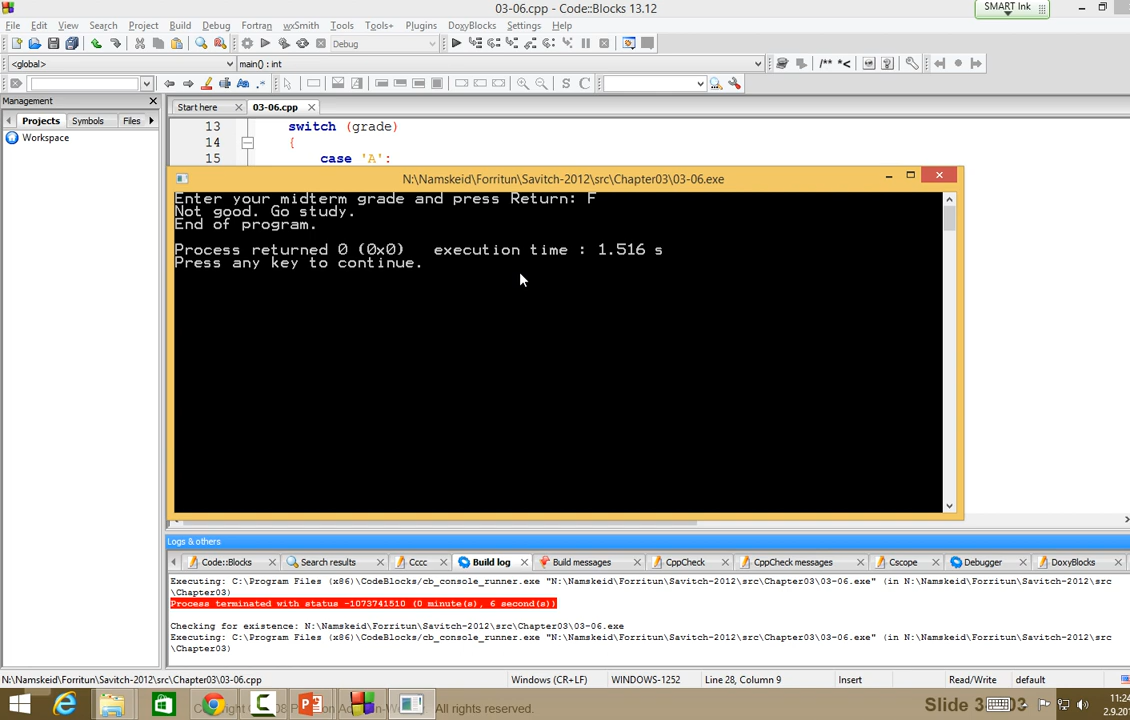 03-06.cpp - Code::Blocks 13.12
SMART Ink
File Edit View Search Project Build Debug Fortran wxSmith Tools Tools+ Plugins DoxyBlocks Settings Help
Debug
<global> main() : int
/** *<
S C
Management
Start here 03-06.cpp
Projects Symbols Files
Workspace
13 switch (grade)
14 {
15 case 'A':
N:\Namskeid\Forritun\Savitch-2012\src\Chapter03\03-06.exe
Enter your midterm grade and press Return: F
Not good. Go study.
End of program.
Process returned 0 (0x0) execution time : 1.516 s
Press any key to continue.
Logs & others
Code::Blocks Search results Cccc Build log Build messages CppCheck CppCheck messages Cscope Debugger DoxyBlocks
Executing: C:\Program Files (x86)\CodeBlocks/cb_console_runner.exe "N:\Namskeid\Forritun\Savitch-2012\src\Chapter03\03-06.exe" (in N:\Namskeid\Forritun\Savitch-2012\src
\Chapter03)
Process terminated with status -1073741510 (0 minute(s), 6 second(s))
Checking for existence: N:\Namskeid\Forritun\Savitch-2012\src\Chapter03\03-06.exe
Executing: C:\Program Files (x86)\CodeBlocks/cb_console_runner.exe "N:\Namskeid\Forritun\Savitch-2012\src\Chapter03\03-06.exe" (in N:\Namskeid\Forritun\Savitch-2012\src
\Chapter03)
N:\Namskeid\Forritun\Savitch-2012\src\Chapter03\03-06.cpp Windows (CR+LF) WINDOWS-1252 Line 28, Column 9 Insert Read/Write default
All rights reserved.
Slide 3
11:24
2.9.201